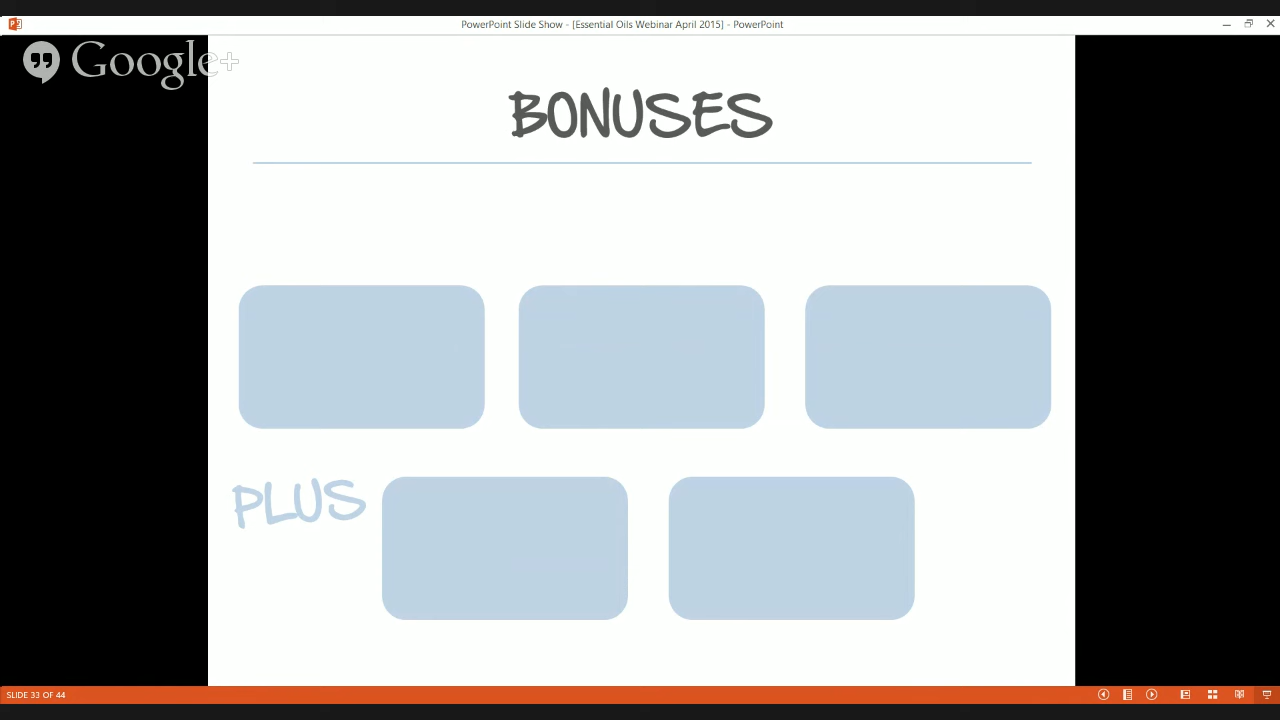 PowerPoint Slide Show - [Essential Oils Webinar April 2015] - PowerPoint
Google+
BONUSES
PLUS
SLIDE 33 OF 44